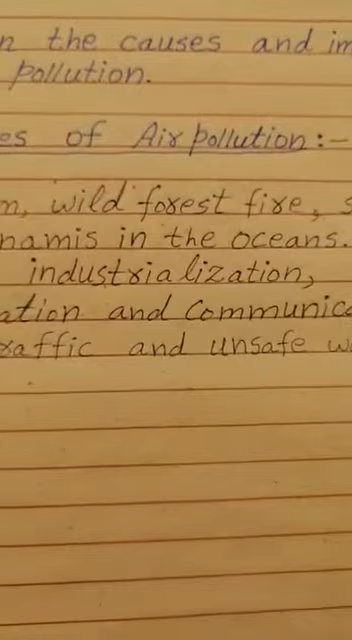 n the causes and im
pollution.
es of Air pollution :-
m, wild forest fire, s
namis in the oceans.
industrialization,
ation and communica
raffic and unsafe w